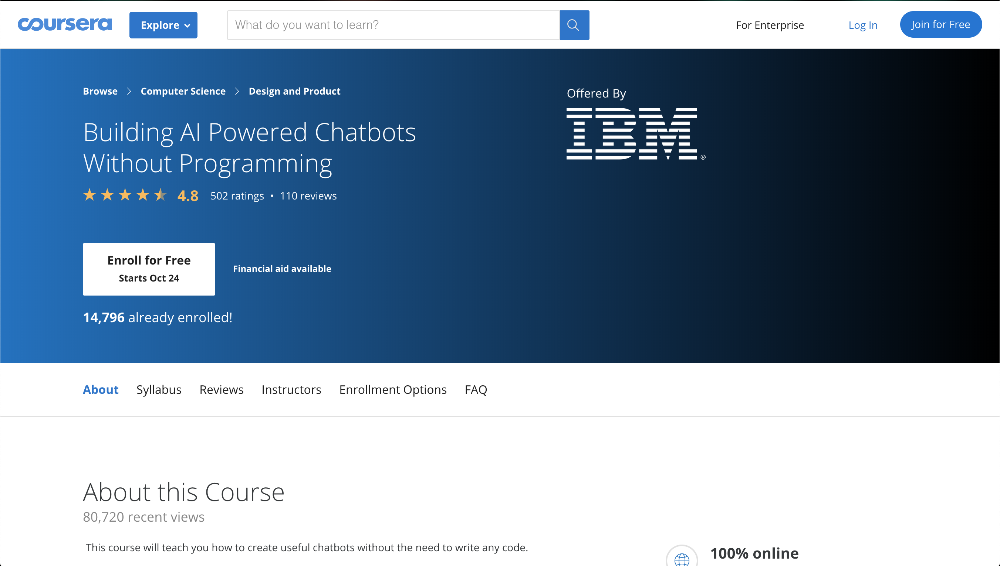 coursera
Explore
What do you want to learn?
For Enterprise
Log In
Join for Free
Browse > Computer Science > Design and Product
Building AI Powered Chatbots
Without Programming
4.8 502 ratings • 110 reviews
Enroll for Free
Starts Oct 24
Financial aid available
14,796 already enrolled!
Offered By
IBM®
About Syllabus Reviews Instructors Enrollment Options FAQ
About this Course
80,720 recent views
This course will teach you how to create useful chatbots without the need to write any code.
100% online